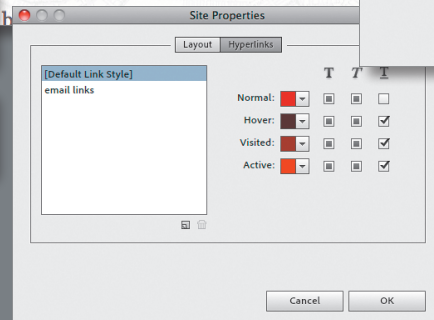 Site Properties
Layout Hyperlinks
T T T
[Default Link Style]
email links
Normal:
Hover:
Visited:
Active:
Cancel OK